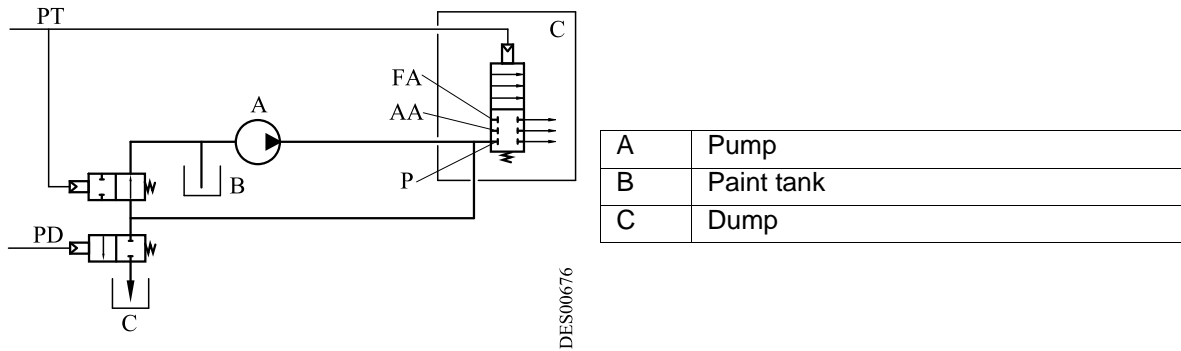 PT
C
FA
AA
A
P
B
PD
C
DES00676
A Pump
B Paint tank
C Dump